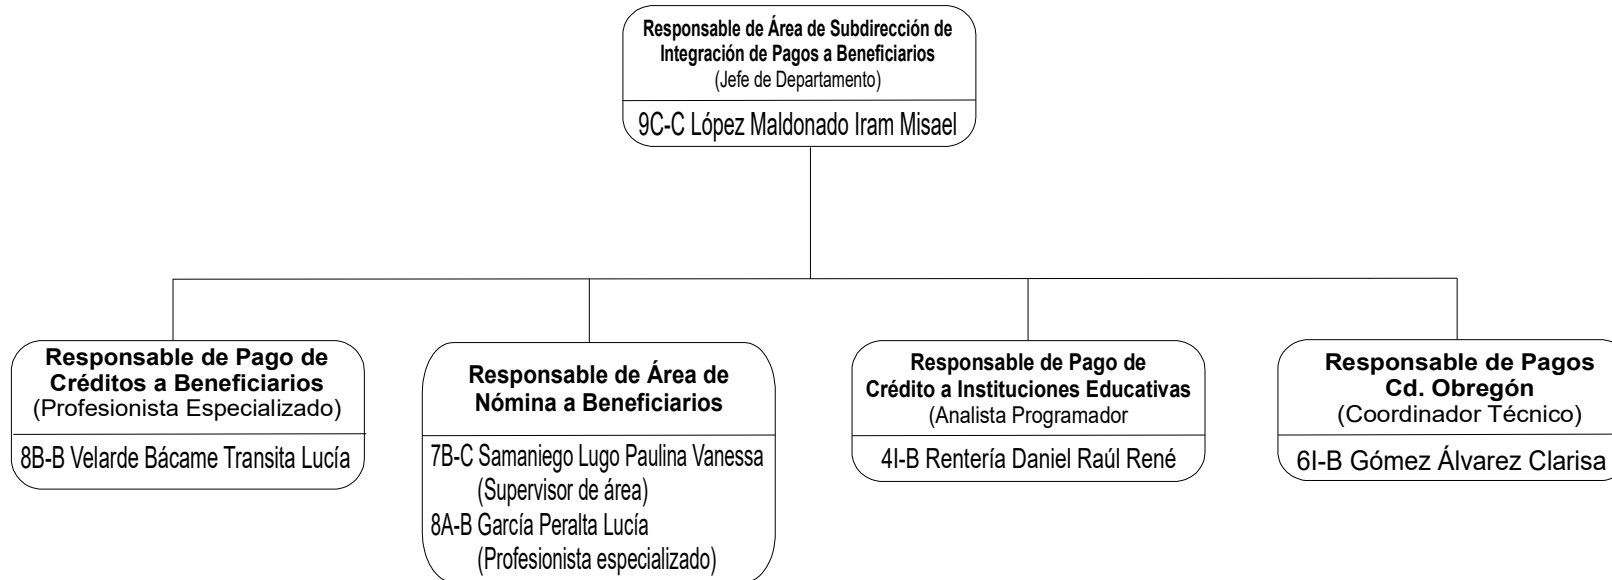 Responsable de Área de Subdirección de
Integración de Pagos a Beneficiarios
(Jefe de Departamento)
9C-C López Maldonado Iram Misael
Responsable de Pago de
Créditos a Beneficiarios
(Profesionista Especializado)
8B-B Velarde Bácame Transita Lucía
Responsable de Área de
Nómina a Beneficiarios
7B-C Samaniego Lugo Paulina Vanessa
(Supervisor de área)
8A-B García Peralta Lucía
(Profesionista especializado)
Responsable de Pago de
Crédito a Instituciones Educativas
(Analista Programador
4I-B Rentería Daniel Raúl René
Responsable de Pagos
Cd. Obregón
(Coordinador Técnico)
6I-B Gómez Álvarez Clarisa